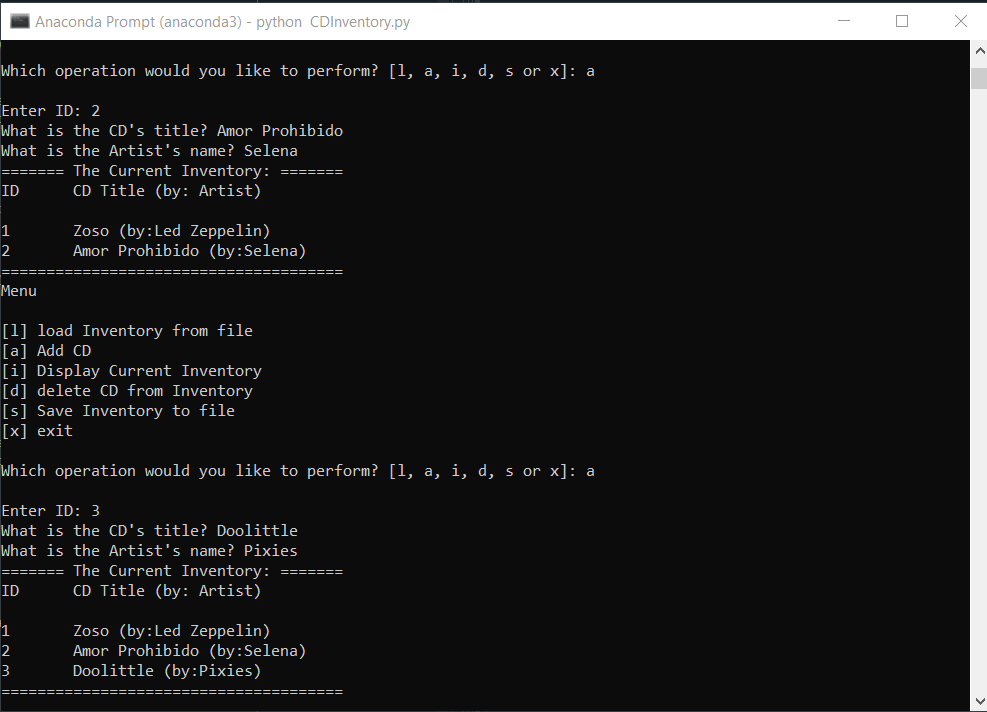 Anaconda Prompt (anaconda3) - python  CDInventory.py
Which operation would you like to perform? [l, a, i, d, s or x]: a
Enter ID: 2
What is the CD's title? Amor Prohibido
What is the Artist's name? Selena
======= The Current Inventory: =======
ID      CD Title (by: Artist)
1       Zoso (by:Led Zeppelin)
2       Amor Prohibido (by:Selena)
======================================
Menu
[l] load Inventory from file
[a] Add CD
[i] Display Current Inventory
[d] delete CD from Inventory
[s] Save Inventory to file
[x] exit
Which operation would you like to perform? [l, a, i, d, s or x]: a
Enter ID: 3
What is the CD's title? Doolittle
What is the Artist's name? Pixies
======= The Current Inventory: =======
ID      CD Title (by: Artist)
1       Zoso (by:Led Zeppelin)
2       Amor Prohibido (by:Selena)
3       Doolittle (by:Pixies)
======================================